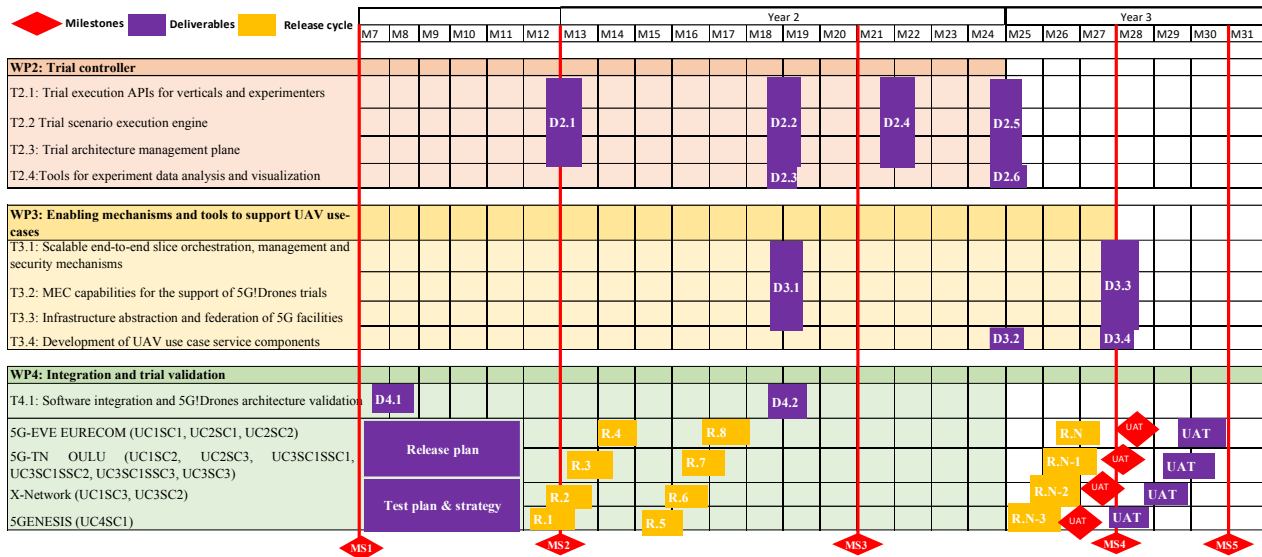 Milestones Deliverables Release cycle
Year 2 Year 3
M7 M8 M9 M10 M11 M12 M13 M14 M15 M16 M17 M18 M19 M20 M21 M22 M23 M24 M25 M26 M27 M28 M29 M30 M31
WP2: Trial controller
T2.1: Trial execution APIs for verticals and experimenters
T2.2 Trial scenario execution engine D2.1 D2.2 D2.4 D2.5
T2.3: Trial architecture management plane
T2.4:Tools for experiment data analysis and visualization D2.3 D2.6
WP3: Enabling mechanisms and tools to support UAV use-
cases
T3.1: Scalable end-to-end slice orchestration, management and
security mechanisms
T3.2: MEC capabilities for the support of 5G!Drones trials D3.1 D3.3
T3.3: Infrastructure abstraction and federation of 5G facilities
T3.4: Development of UAV use case service components D3.2 D3.4
WP4: Integration and trial validation
T4.1: Software integration and 5G!Drones architecture validation D4.1 D4.2
5G-EVE EURECOM (UC1SC1, UC2SC1, UC2SC2) R.4 R.8 R.N UAT UAT
Release plan
5G-TN OULU (UC1SC2, UC2SC3, UC3SC1SSC1,
UC3SC1SSC2, UC3SC1SSC3, UC3SC3) R.3 R.7 R.N-1 UAT UAT
X-Network (UC1SC3, UC3SC2) R.2 R.6 R.N-2 UAT UAT
Test plan & strategy
5GENESIS (UC4SC1) R.1 R.5 R.N-3 UAT UAT
MS1 MS2 MS3 MS4 MS5